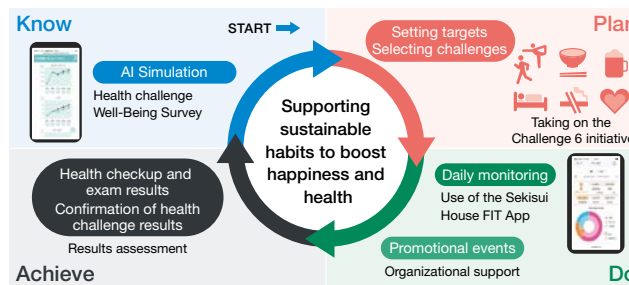 Know
START
Plan
AI Simulation
Health challenge
Well-Being Survey
Setting targets
Selecting challenges
Taking on the
Challenge 6 initiative
Supporting
sustainable
habits to boost
happiness and
health
Health checkup and
exam results
Confirmation of health
challenge results
Results assessment
Achieve
Daily monitoring
Use of the Sekisui
House FIT App
Promotional events
Organizational support
Do